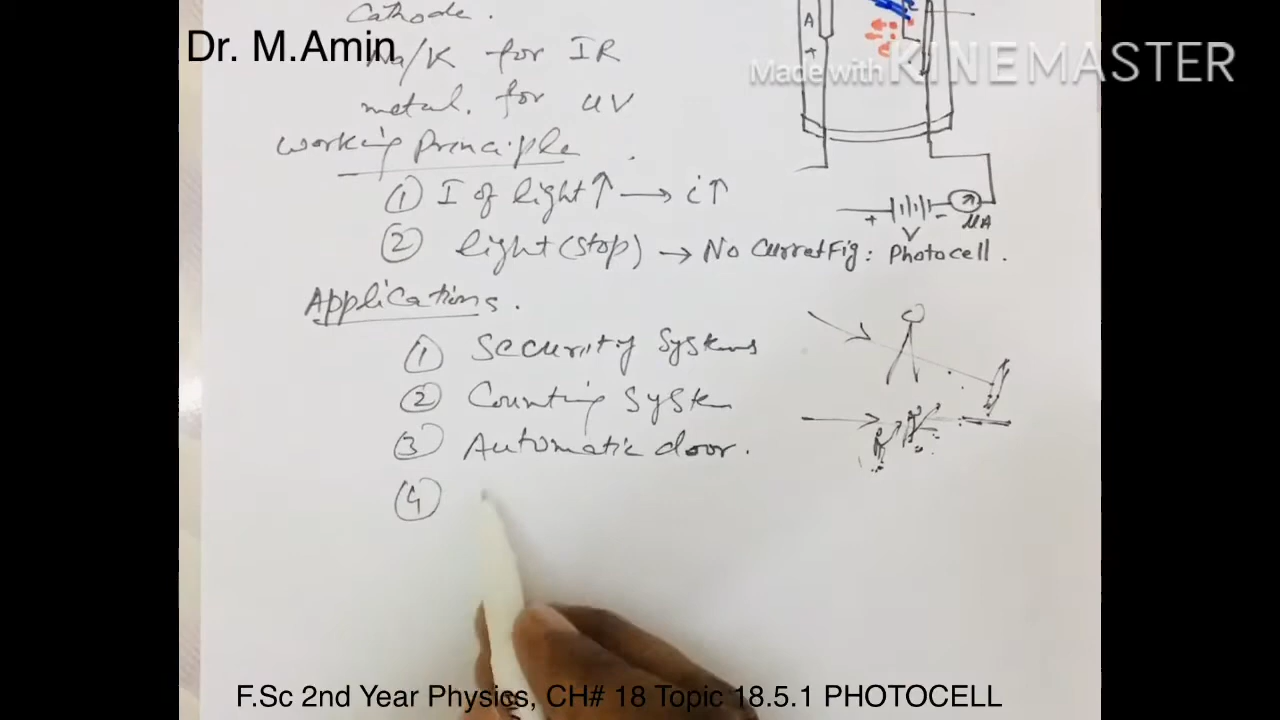 Cathode.
Dr. M.Amin
Na/K for IR
Made with KINEMASTER
metal. for UV
Working Principle
A
+
① I of light ↑ → i ↑
② light (stop) → No Current
+ V - μA
Fig: Photocell.
Applications.
① Security Systems
② Counting System
③ Automatic door.
④
F.Sc 2nd Year Physics, CH# 18 Topic 18.5.1 PHOTOCELL